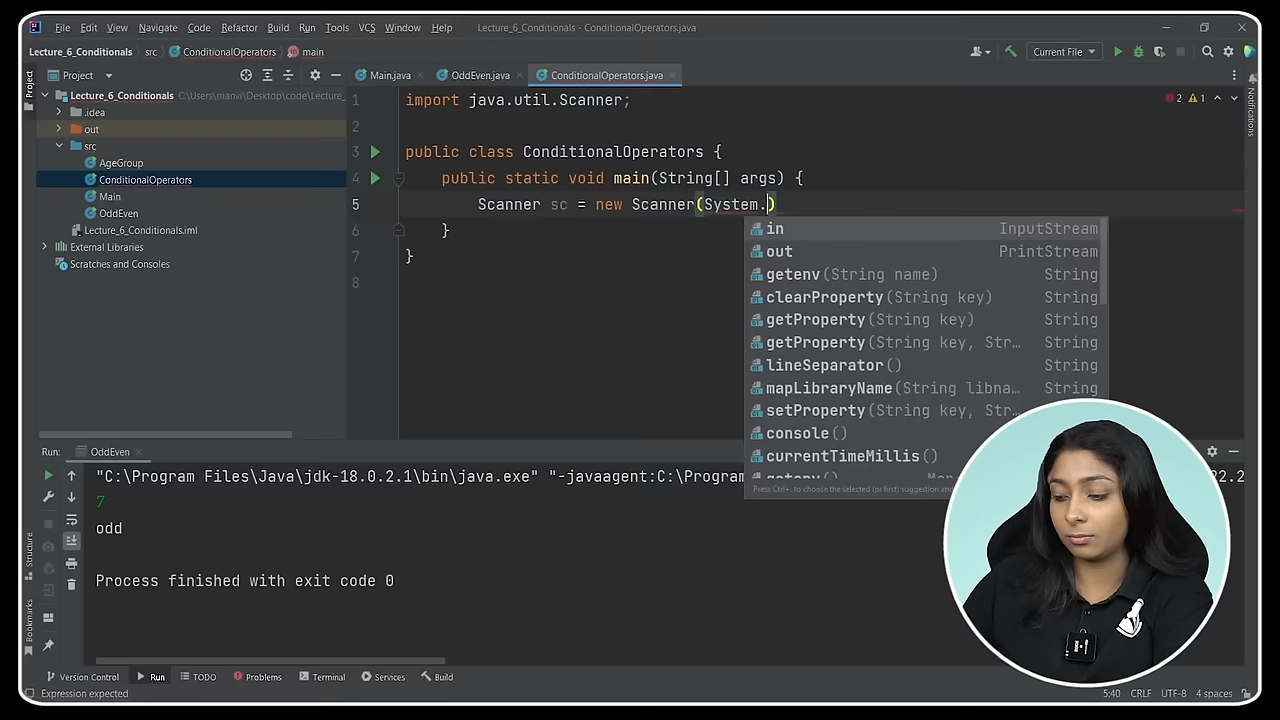 File Edit View Navigate Code Refactor Build Run Tools VCS Window Help Lecture_6_Conditionals - ConditionalOperators.java
Lecture_6_Conditionals src ConditionalOperators main Current File
Project
Main.java OddEven.java ConditionalOperators.java
Project
Notifications
Lecture_6_Conditionals C:\Users\manvi\Desktop\code\Lecture_
.idea
out
src
AgeGroup
ConditionalOperators
Main
OddEven
Lecture_6_Conditionals.iml
External Libraries
Scratches and Consoles
2 1
1 import java.util.Scanner;
2
3 public class ConditionalOperators {
4 public static void main(String[] args) {
5 Scanner sc = new Scanner(System.)
6 }
7 }
8
in InputStream
out PrintStream
getenv(String name) String
clearProperty(String key) String
getProperty(String key) String
getProperty(String key, Str… String
lineSeparator() String
mapLibraryName(String libna… String
setProperty(String key, Str…
console()
currentTimeMillis()
Press Ctrl+. to choose the selected (or first) suggestion and
Run: OddEven
"C:\Program Files\Java\jdk-18.0.2.1\bin\java.exe" "-javaagent:C:\Program
7
odd
Process finished with exit code 0
Structure
Bookmarks
Version Control Run TODO Problems Terminal Services Build
Expression expected 5:40 CRLF UTF-8 4 spaces